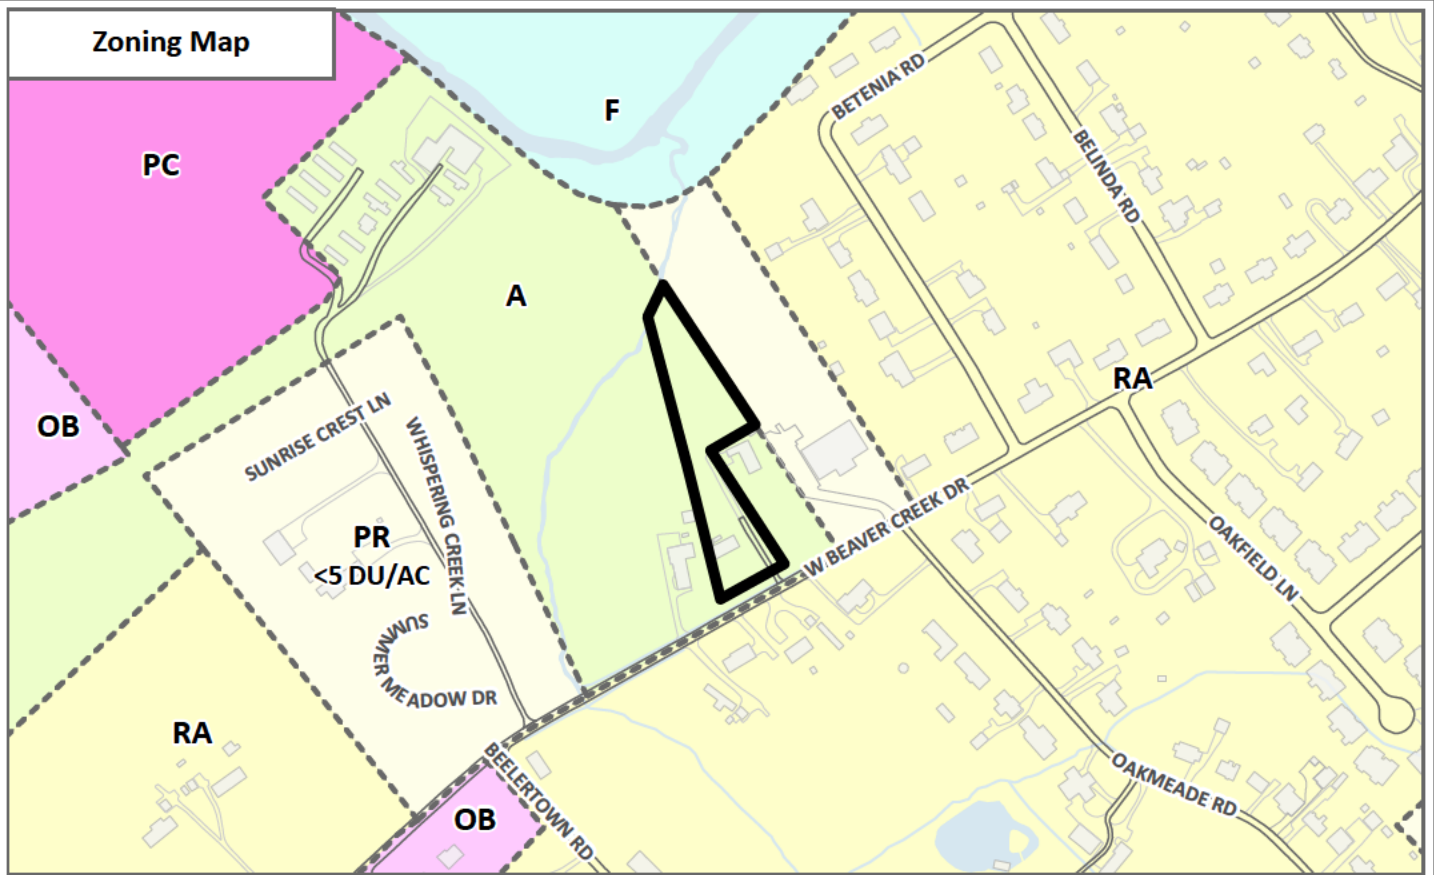 Zoning Map
F
PC
BETENIA RD
BELINDA RD
A
RA
OB
SUNRISE CREST LN
WHISPERING CREEK LN
W BEAVER CREEK DR
PR
<5 DU/AC
OAKFIELD LN
SUMMER MEADOW DR
RA
BEELERTOWN RD
OAKMEADE RD
OB